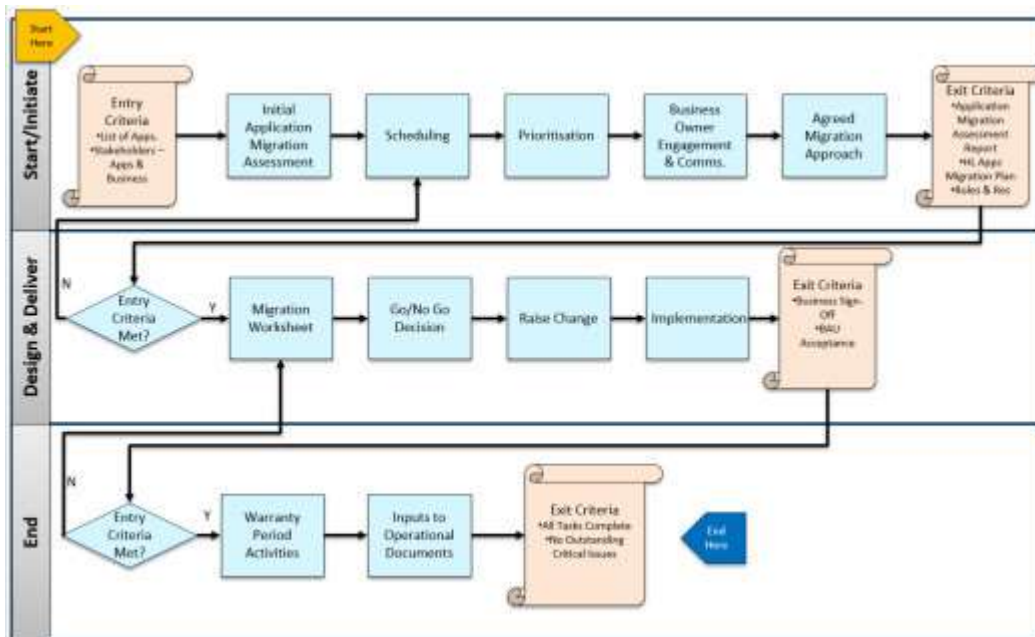 Start
Here
Start/Initiate
Entry
Criteria
•List of Apps.
•Stakeholders –
Apps &
Business
Initial
Application
Migration
Assessment
Scheduling
Prioritisation
Business
Owner
Engagement
& Comms.
Agreed
Migration
Approach
Exit Criteria
•Application
Migration
Assessment
Report
•HL Apps
Migration Plan
•Roles & Res
Design & Deliver
N
Entry
Criteria
Met?
Y
Migration
Worksheet
Go/No Go
Decision
Raise Change
Implementation
Exit Criteria
•Business Sign-
Off
•BAU
Acceptance
End
N
Entry
Criteria
Met?
Y
Warranty
Period
Activities
Inputs to
Operational
Documents
Exit Criteria
•All Tasks Complete
•No Outstanding
Critical Issues
End
Here